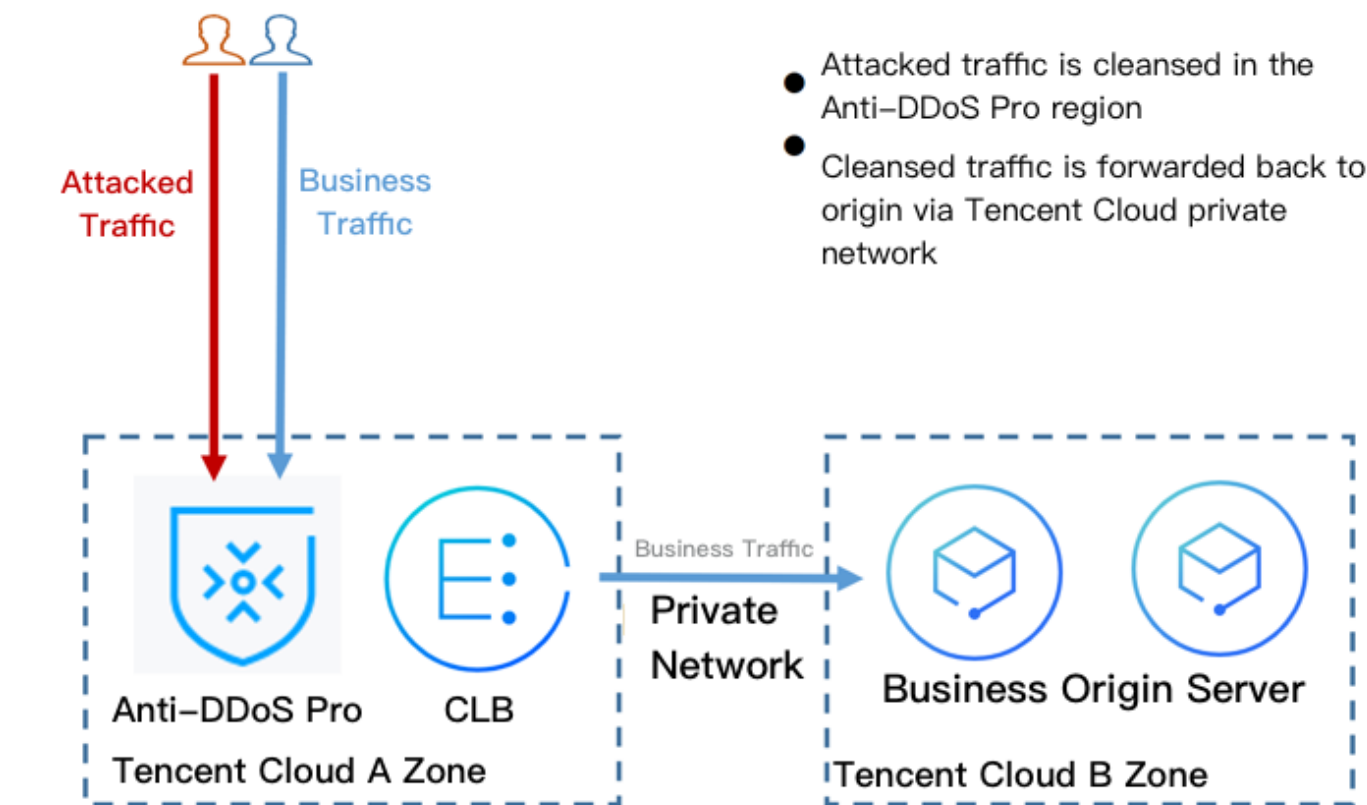 Attacked traffic is cleansed in the
Anti-DDoS Pro region
Cleansed traffic is forwarded back to
origin via Tencent Cloud private
network
Attacked
Traffic
Business
Traffic
Business Traffic
Private
Network
Anti-DDoS Pro
CLB
Tencent Cloud A Zone
Business Origin Server
Tencent Cloud B Zone